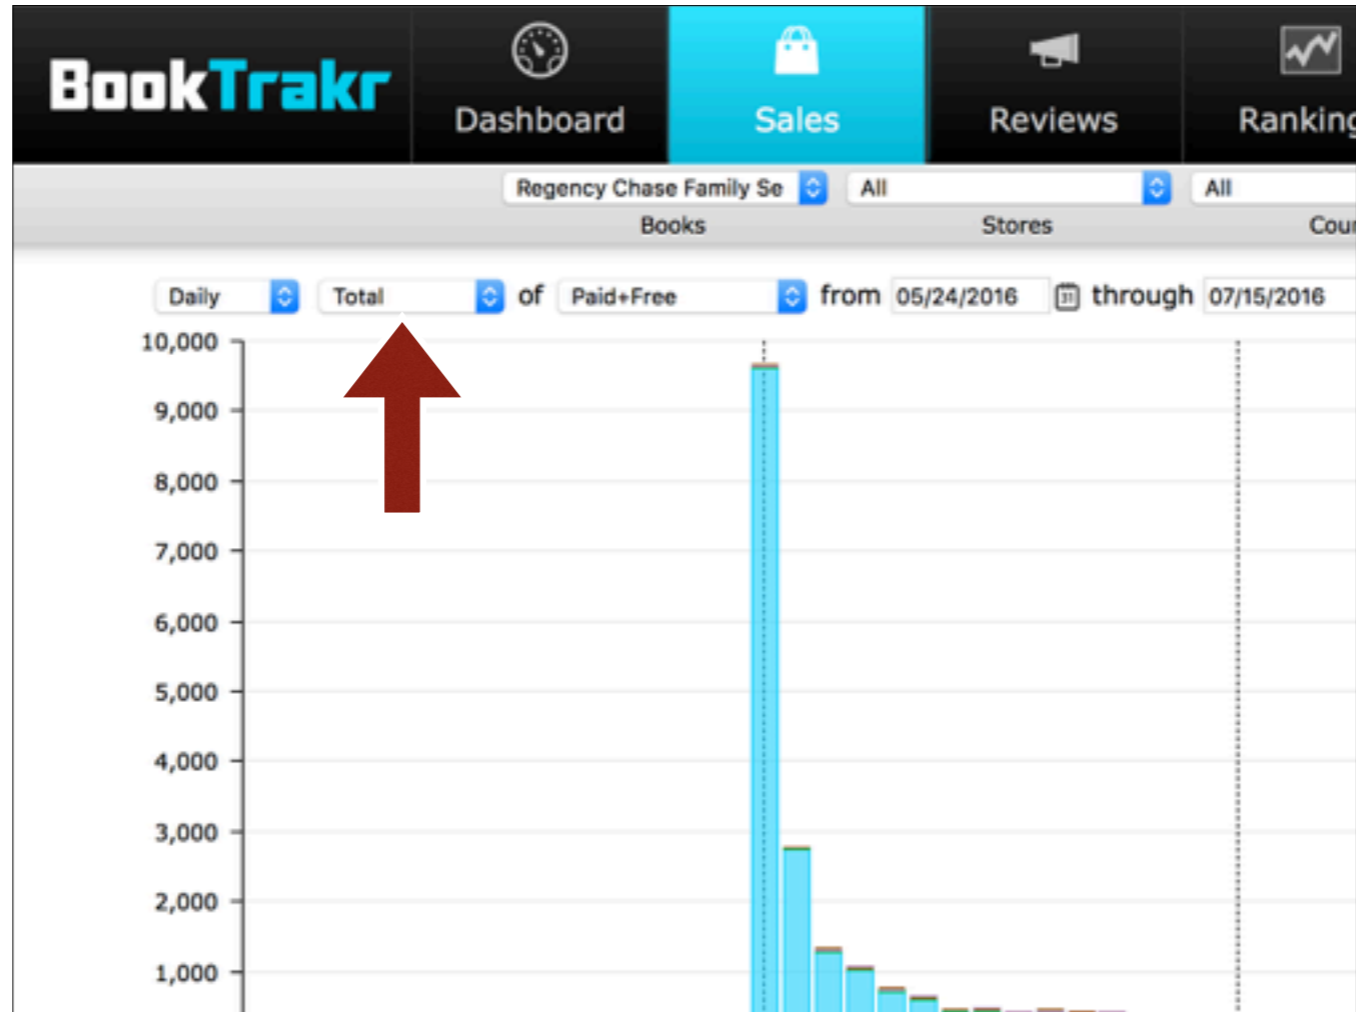 BookTrakr
Dashboard
Sales
Reviews
Ranking
Regency Chase Family Se
All
All
Books
Stores
Cour
Daily
Total
of
Paid+Free
from
05/24/2016
31
through
07/15/2016
10,000
9,000
8,000
7,000
6,000
5,000
4,000
3,000
2,000
1,000